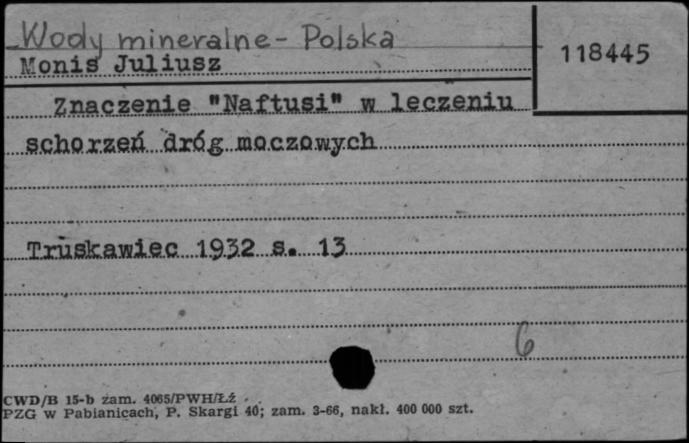 Wody mineralne - Polska
118445
Monis Juliusz
Znaczenie "Naftusi" w leczeniu
schorzeń dróg moczowych
Truskawiec 1932 s. 13
6
CWD/B 15-b zam. 4065/PWH/Łź
PZG w Pabianicach, P. Skargi 40; zam. 3-66, nakł. 400 000 szt.